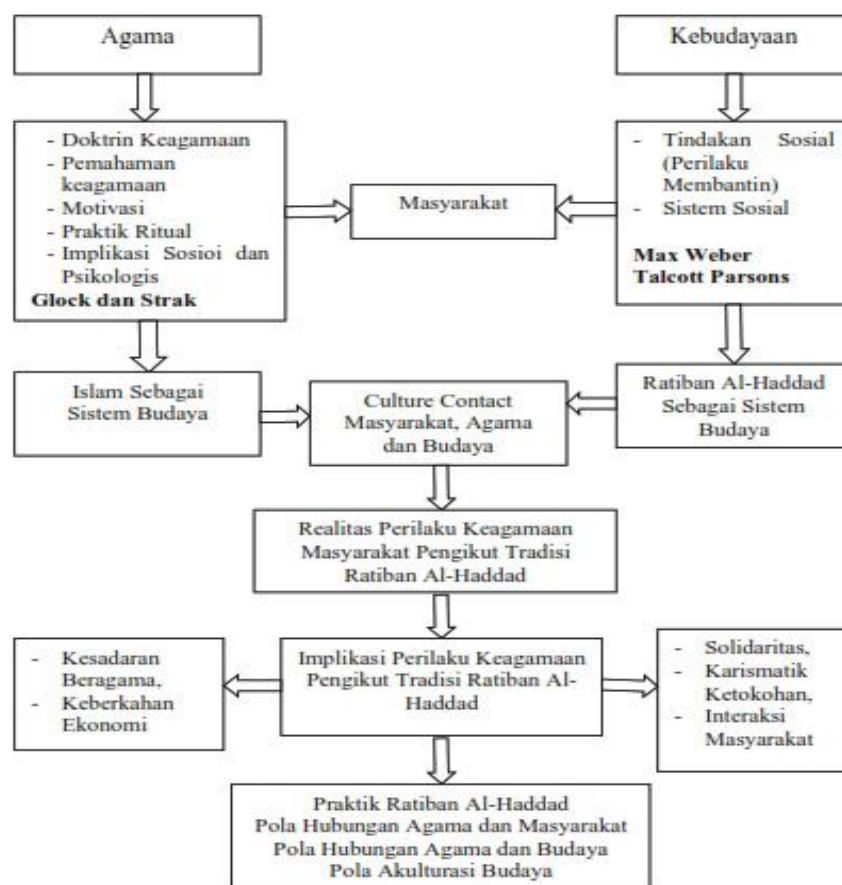 Agama
Kebudayaan
- Doktrin Keagamaan
- Pemahaman
keagamaan
- Motivasi
- Praktik Ritual
- Implikasi Sosioi dan
Psikologis
Glock dan Strak
Masyarakat
- Tindakan Sosial
(Perilaku
Membantin)
- Sistem Sosial
Max Weber
Talcott Parsons
Islam Sebagai
Sistem Budaya
Culture Contact
Masyarakat, Agama
dan Budaya
Ratiban Al-Haddad
Sebagai Sistem
Budaya
Realitas Perilaku Keagamaan
Masyarakat Pengikut Tradisi
Ratiban Al-Haddad
- Kesadaran
Beragama,
- Keberkahan
Ekonomi
Implikasi Perilaku Keagamaan
Pengikut Tradisi Ratiban Al-
Haddad
- Solidaritas,
- Karismatik
Ketokohan,
- Interaksi
Masyarakat
Praktik Ratiban Al-Haddad
Pola Hubungan Agama dan Masyarakat
Pola Hubungan Agama dan Budaya
Pola Akulturasi Budaya